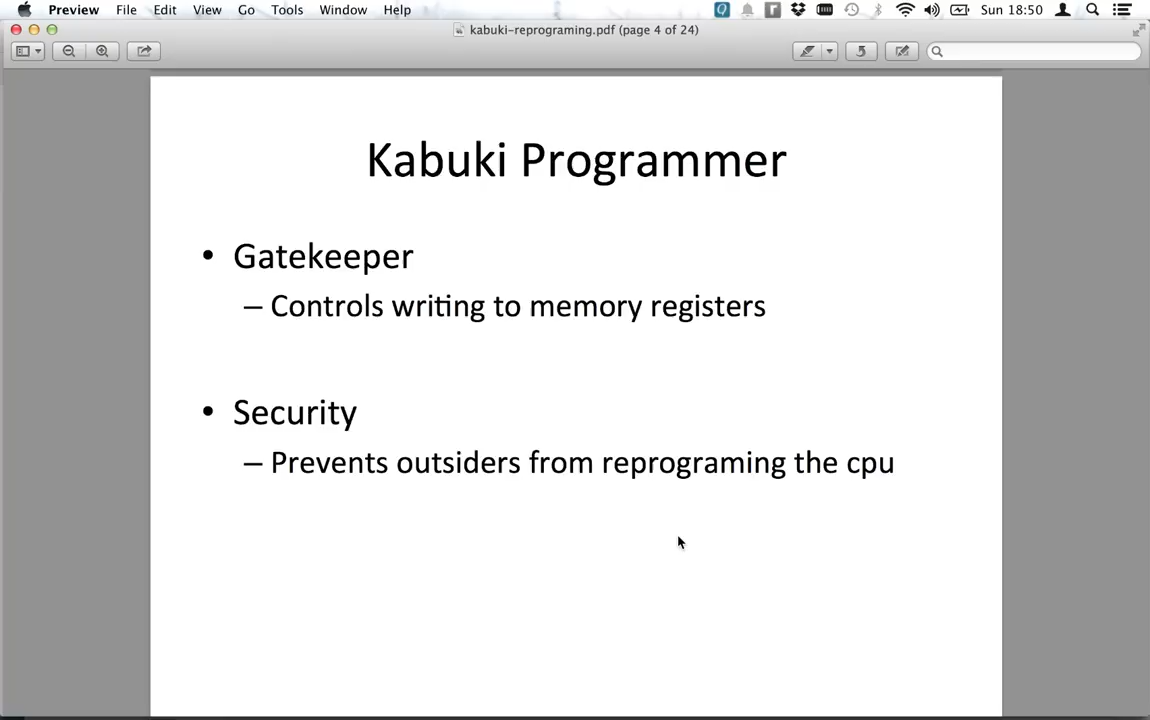 Preview File Edit View Go Tools Window Help Sun 18:50
kabuki-reprograming.pdf (page 4 of 24)
Kabuki Programmer
• Gatekeeper
– Controls writing to memory registers
• Security
– Prevents outsiders from reprograming the cpu